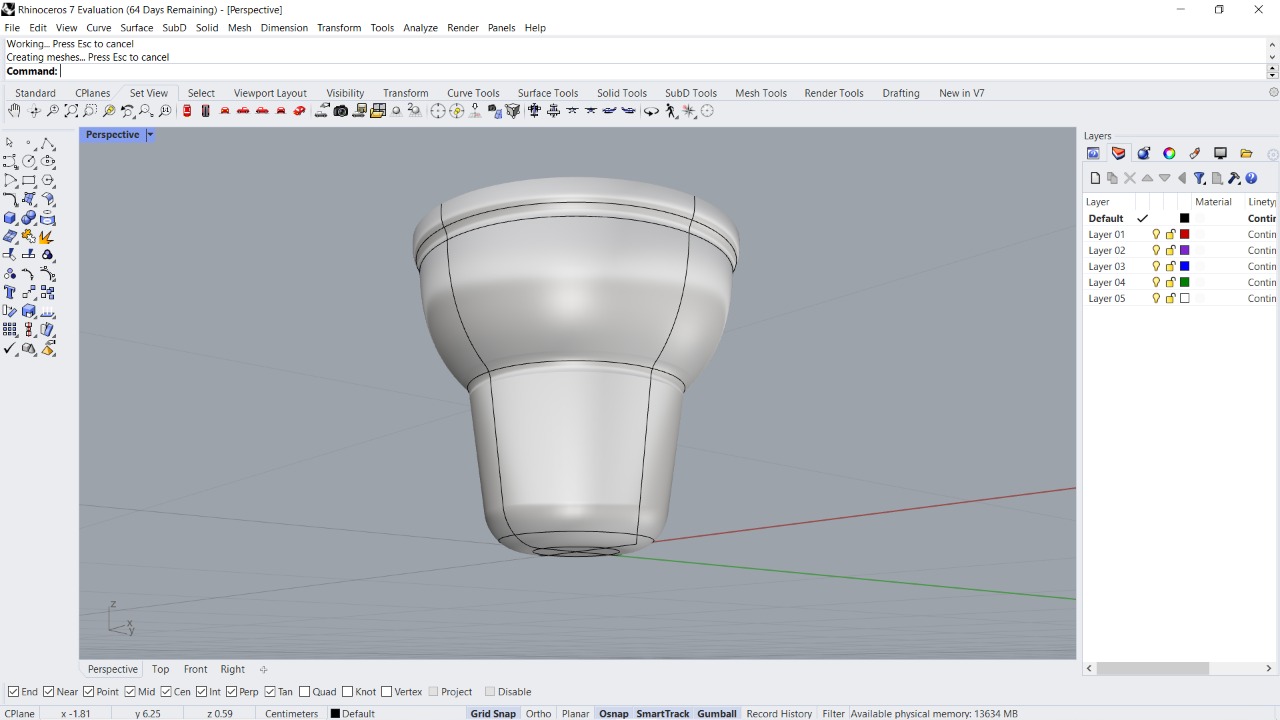 Rhinoceros 7 Evaluation (64 Days Remaining) - [Perspective]
File Edit View Curve Surface SubD Solid Mesh Dimension Transform Tools Analyze Render Panels Help
Working... Press Esc to cancel
Creating meshes... Press Esc to cancel
Command:
Standard CPlanes Set View Select Viewport Layout Visibility Transform Curve Tools Surface Tools Solid Tools SubD Tools Mesh Tools Render Tools Drafting New in V7
Perspective
Layers
Layer Material Linety
Default Contin
Layer 01 Contin
Layer 02 Contin
Layer 03 Contin
Layer 04 Contin
Layer 05 Contin
z
x
y
Perspective Top Front Right
End Near Point Mid Cen Int Perp Tan Quad Knot Vertex Project Disable
CPlane x -1.81 y 6.25 z 0.59 Centimeters Default Grid Snap Ortho Planar Osnap SmartTrack Gumball Record History Filter Available physical memory: 13634 MB